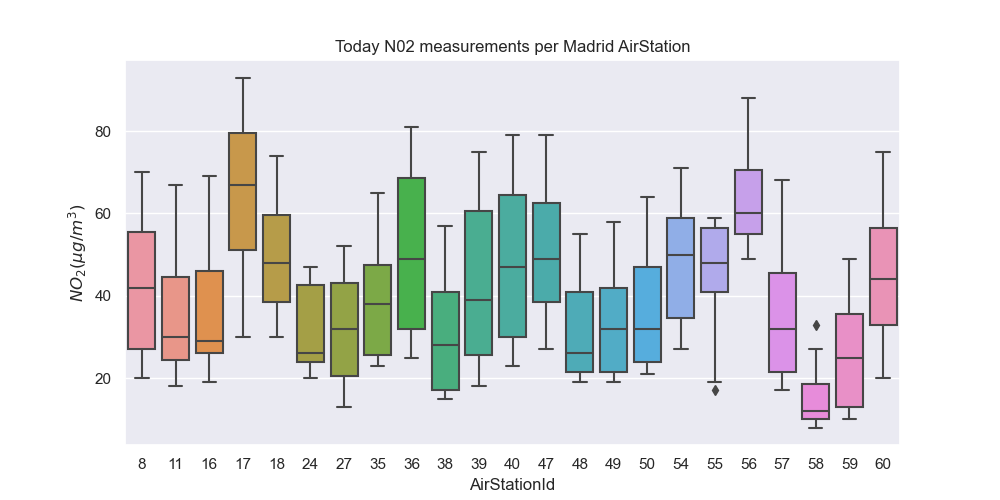 Today N02 measurements per Madrid AirStation
NO₂(μg/m³)
80
60
40
20
8 11 16 17 18 24 27 35 36 38 39 40 47 48 49 50 54 55 56 57 58 59 60
AirStationId